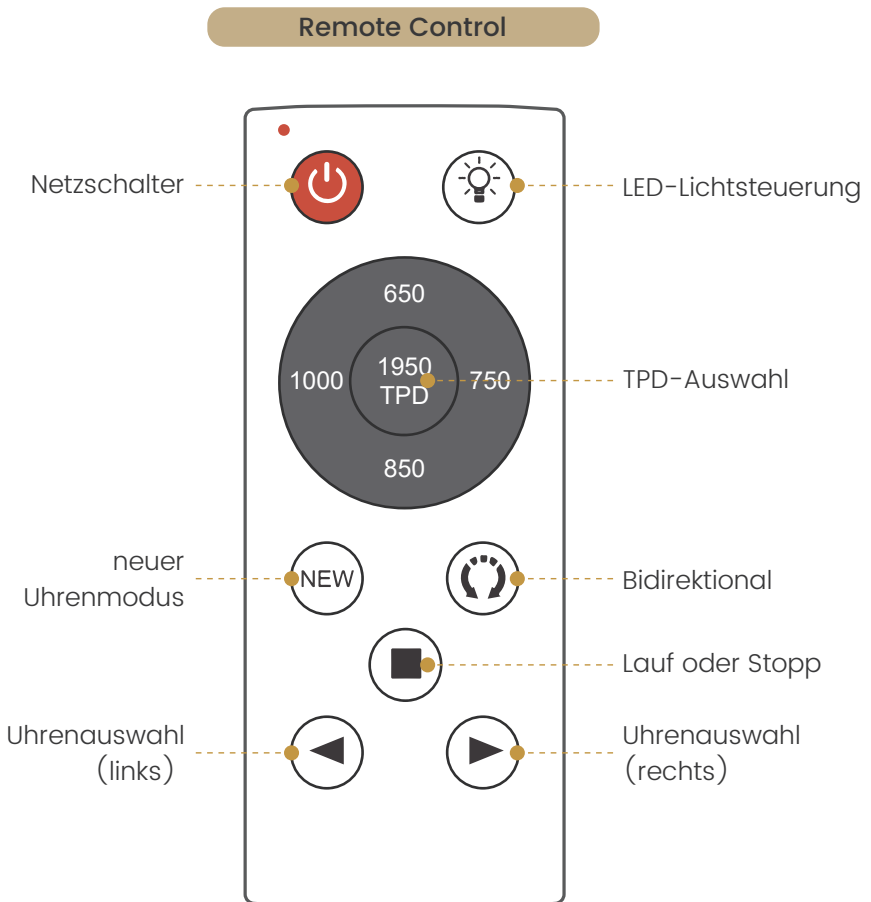 Remote Control
Netzschalter
LED-Lichtsteuerung
650
1000
1950
TPD
750
TPD-Auswahl
850
neuer
Uhrenmodus
NEW
Bidirektional
Lauf oder Stopp
Uhrenauswahl
(links)
Uhrenauswahl
(rechts)